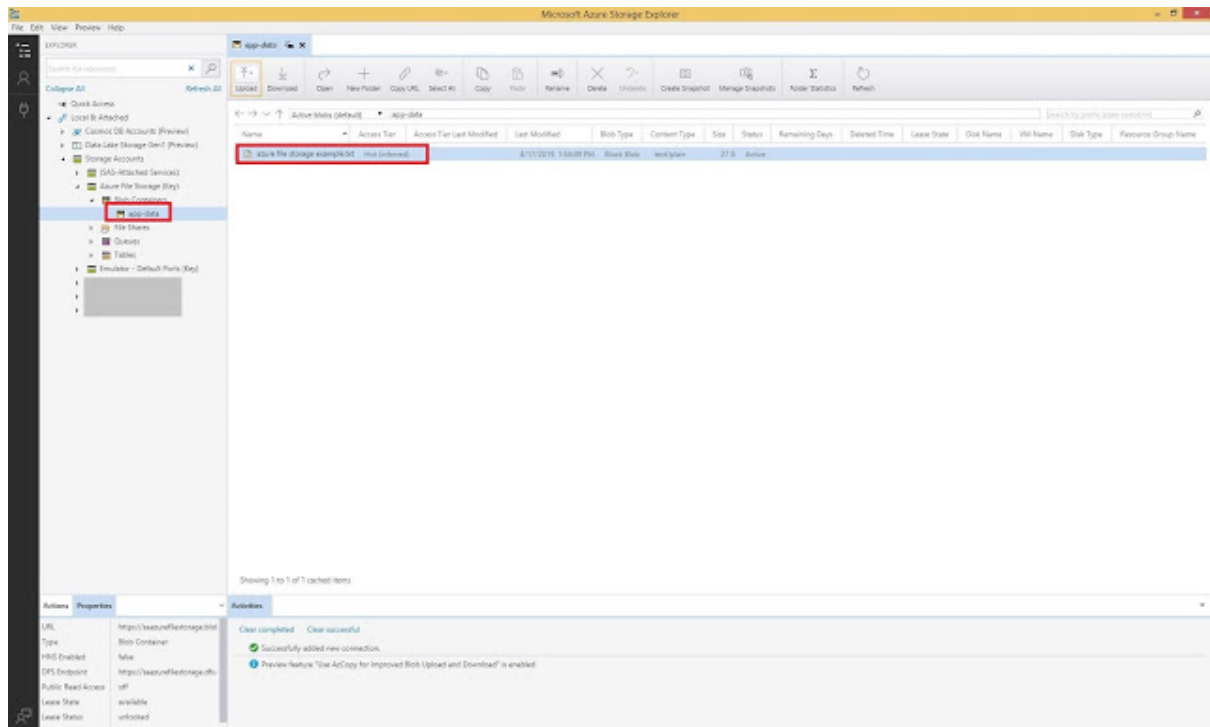 Microsoft Azure Storage Explorer
File Edit View Preview Help
EXPLORER
Search for resources
Collapse All Refresh All
Quick Access
Local & Attached
Cosmos DB Accounts (Preview)
Data Lake Storage Gen1 (Preview)
Storage Accounts
(SAS-Attached Services)
Azure File Storage (Key)
Blob Containers
app-data
File Shares
Queues
Tables
Emulator - Default Ports (Key)
app-data
Upload Download Open New Folder Copy URL Select All Copy Paste Rename Delete Undelete Create Snapshot Manage Snapshots Folder Statistics Refresh
Active blobs (default) app-data
Search by prefix (case-sensitive)
Name Access Tier Access Tier Last Modified Last Modified Blob Type Content Type Size Status Remaining Days Deleted Time Lease State Disk Name VM Name Disk Type Resource Group Name
azure file storage example.txt Hot (inferred) Block Blob text/plain 27 B Active
Showing 1 to 1 of 1 cached items
Actions Properties
URL
Type Blob Container
HNS Enabled false
DFS Endpoint
Public Read Access off
Lease State available
Lease Status unlocked
Activities
Clear completed Clear successful
Successfully added new connection.
Preview feature "Use AzCopy for Improved Blob Upload and Download" is enabled